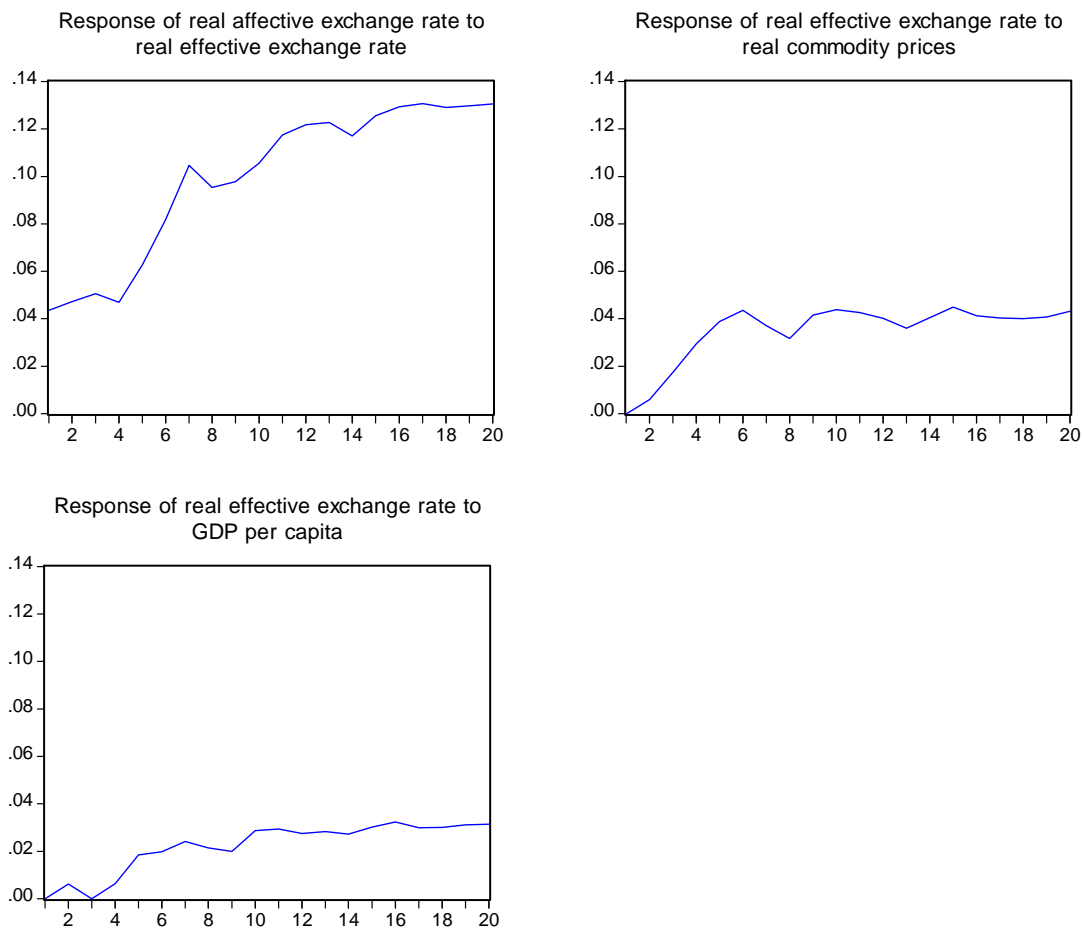 Response of real affective exchange rate to
real effective exchange rate
.14
.12
.10
.08
.06
.04
.02
.00
2 4 6 8 10 12 14 16 18 20
Response of real effective exchange rate to
real commodity prices
.14
.12
.10
.08
.06
.04
.02
.00
2 4 6 8 10 12 14 16 18 20
Response of real effective exchange rate to
GDP per capita
.14
.12
.10
.08
.06
.04
.02
.00
2 4 6 8 10 12 14 16 18 20